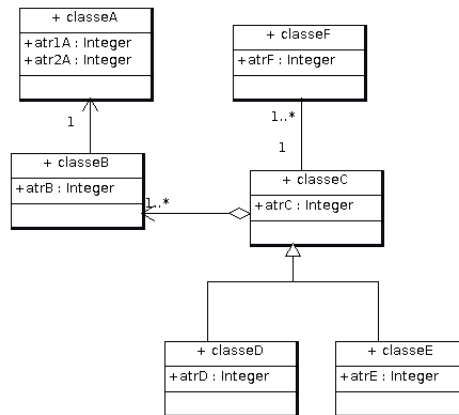 + classeA
+atr1A : Integer
+atr2A : Integer
+ classeF
+atrF : Integer
1
1..*
1
+ classeB
+atrB : Integer
1..*
+ classeC
+atrC : Integer
+ classeD
+atrD : Integer
+ classeE
+atrE : Integer